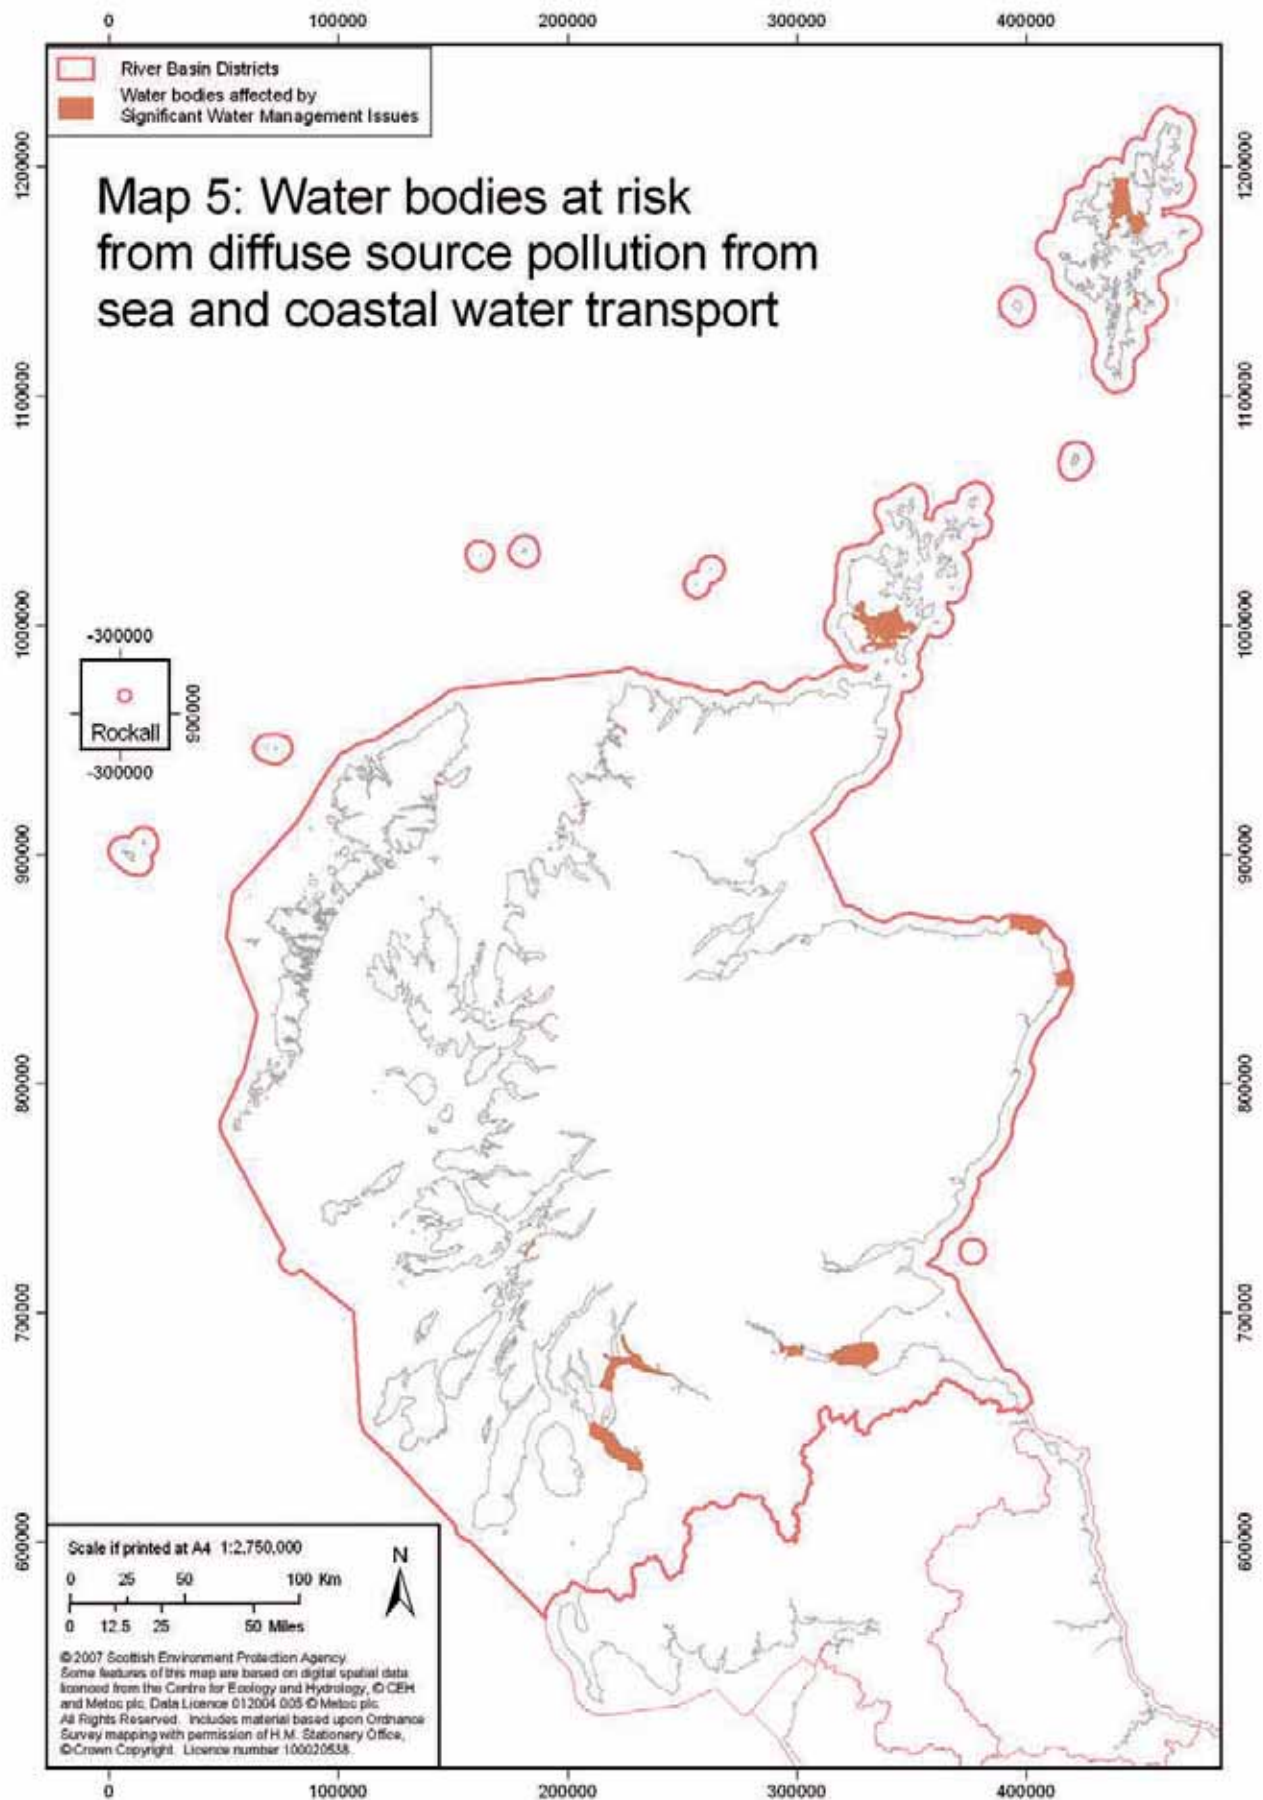 0 100000 200000 300000 400000
River Basin Districts
Water bodies affected by
Significant Water Management Issues
Map 5: Water bodies at risk
from diffuse source pollution from
sea and coastal water transport
1200000 1200000
1100000 1100000
1000000 1000000
-300000
900000
Rockall
-300000
900000 900000
800000 800000
700000 700000
600000 600000
Scale if printed at A4 1:2,750,000
N
0 25 50 100 Km
0 12.5 25 50 Miles
© 2007 Scottish Environment Protection Agency.
Some features of this map are based on digital spatial data
licenced from the Centre for Ecology and Hydrology, © CEH
and Metoc plc. Data Licence 012004.005 © Metoc plc.
All Rights Reserved. Includes material based upon Ordnance
Survey mapping with permission of H.M. Stationery Office,
© Crown Copyright. Licence number 100020538.
0 100000 200000 300000 400000